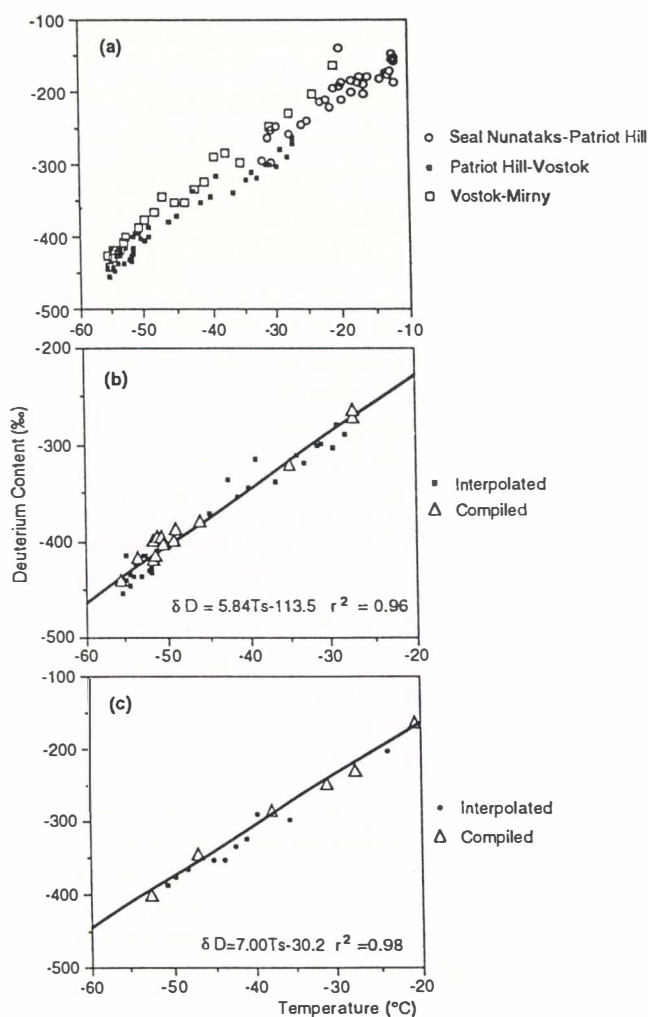 -100
(a)
-200
-300
-400
-500
-60
-50
-40
-30
-20
-10
Seal Nunataks-Patriot Hill
Patriot Hill-Vostok
Vostok-Mirny
-200
(b)
-300
-400
-500
-60
-50
-40
-30
-20
δ D = 5.84Ts-113.5 r² = 0.96
Interpolated
Compiled
Deuterium Content (‰)
-100
(c)
-200
-300
-400
-500
-60
-50
-40
-30
-20
δ D=7.00Ts-30.2 r² =0.98
Interpolated
Compiled
Temperature (°C)